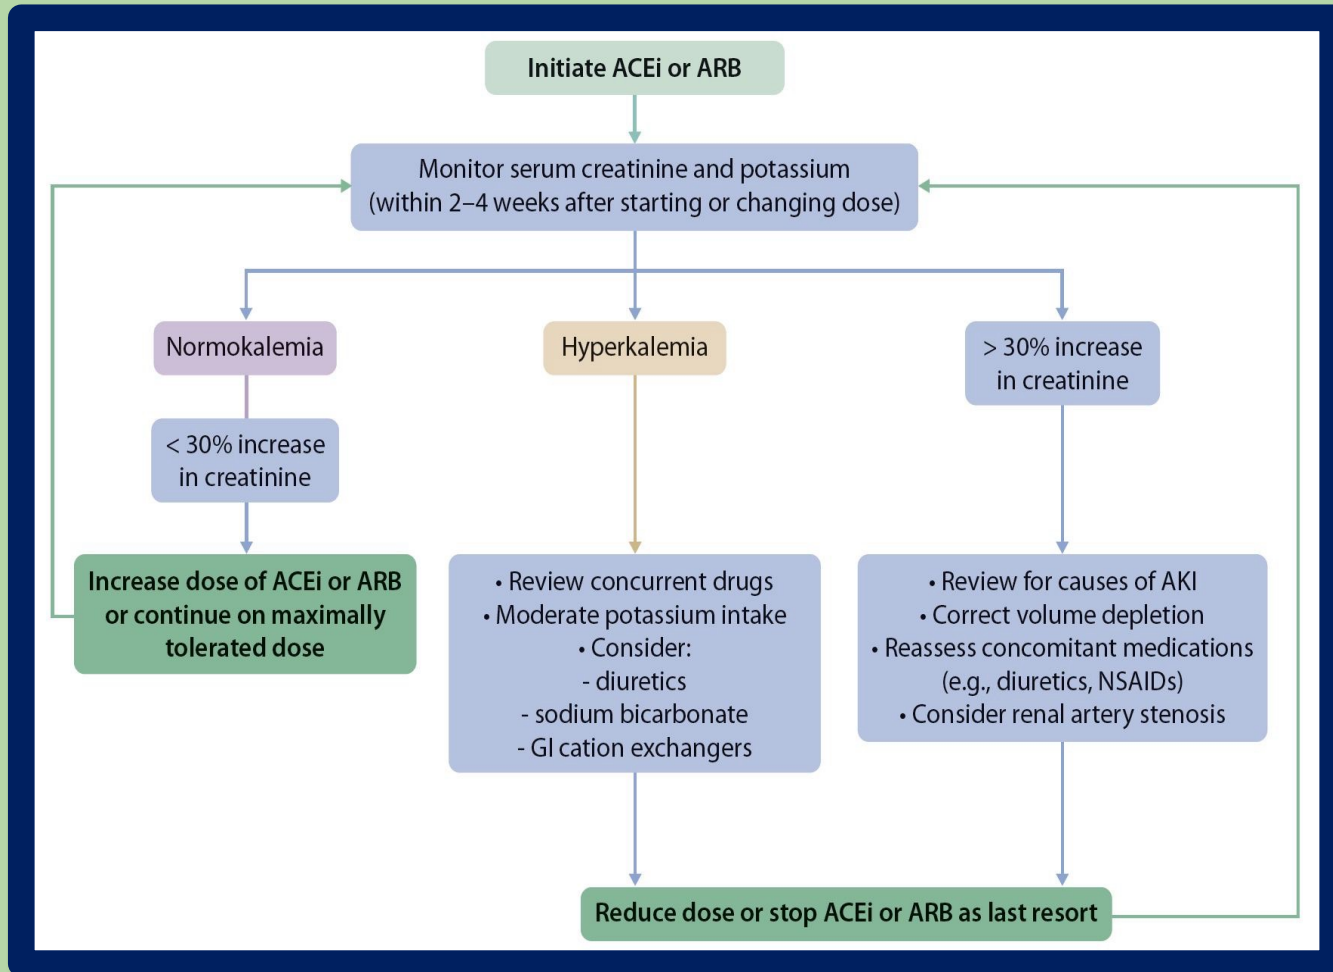 Initiate ACEi or ARB
Monitor serum creatinine and potassium
(within 2–4 weeks after starting or changing dose)
Normokalemia
Hyperkalemia
> 30% increase
in creatinine
< 30% increase
in creatinine
Increase dose of ACEi or ARB
or continue on maximally
tolerated dose
• Review concurrent drugs
• Moderate potassium intake
• Consider:
- diuretics
- sodium bicarbonate
- GI cation exchangers
• Review for causes of AKI
• Correct volume depletion
• Reassess concomitant medications
(e.g., diuretics, NSAIDs)
• Consider renal artery stenosis
Reduce dose or stop ACEi or ARB as last resort